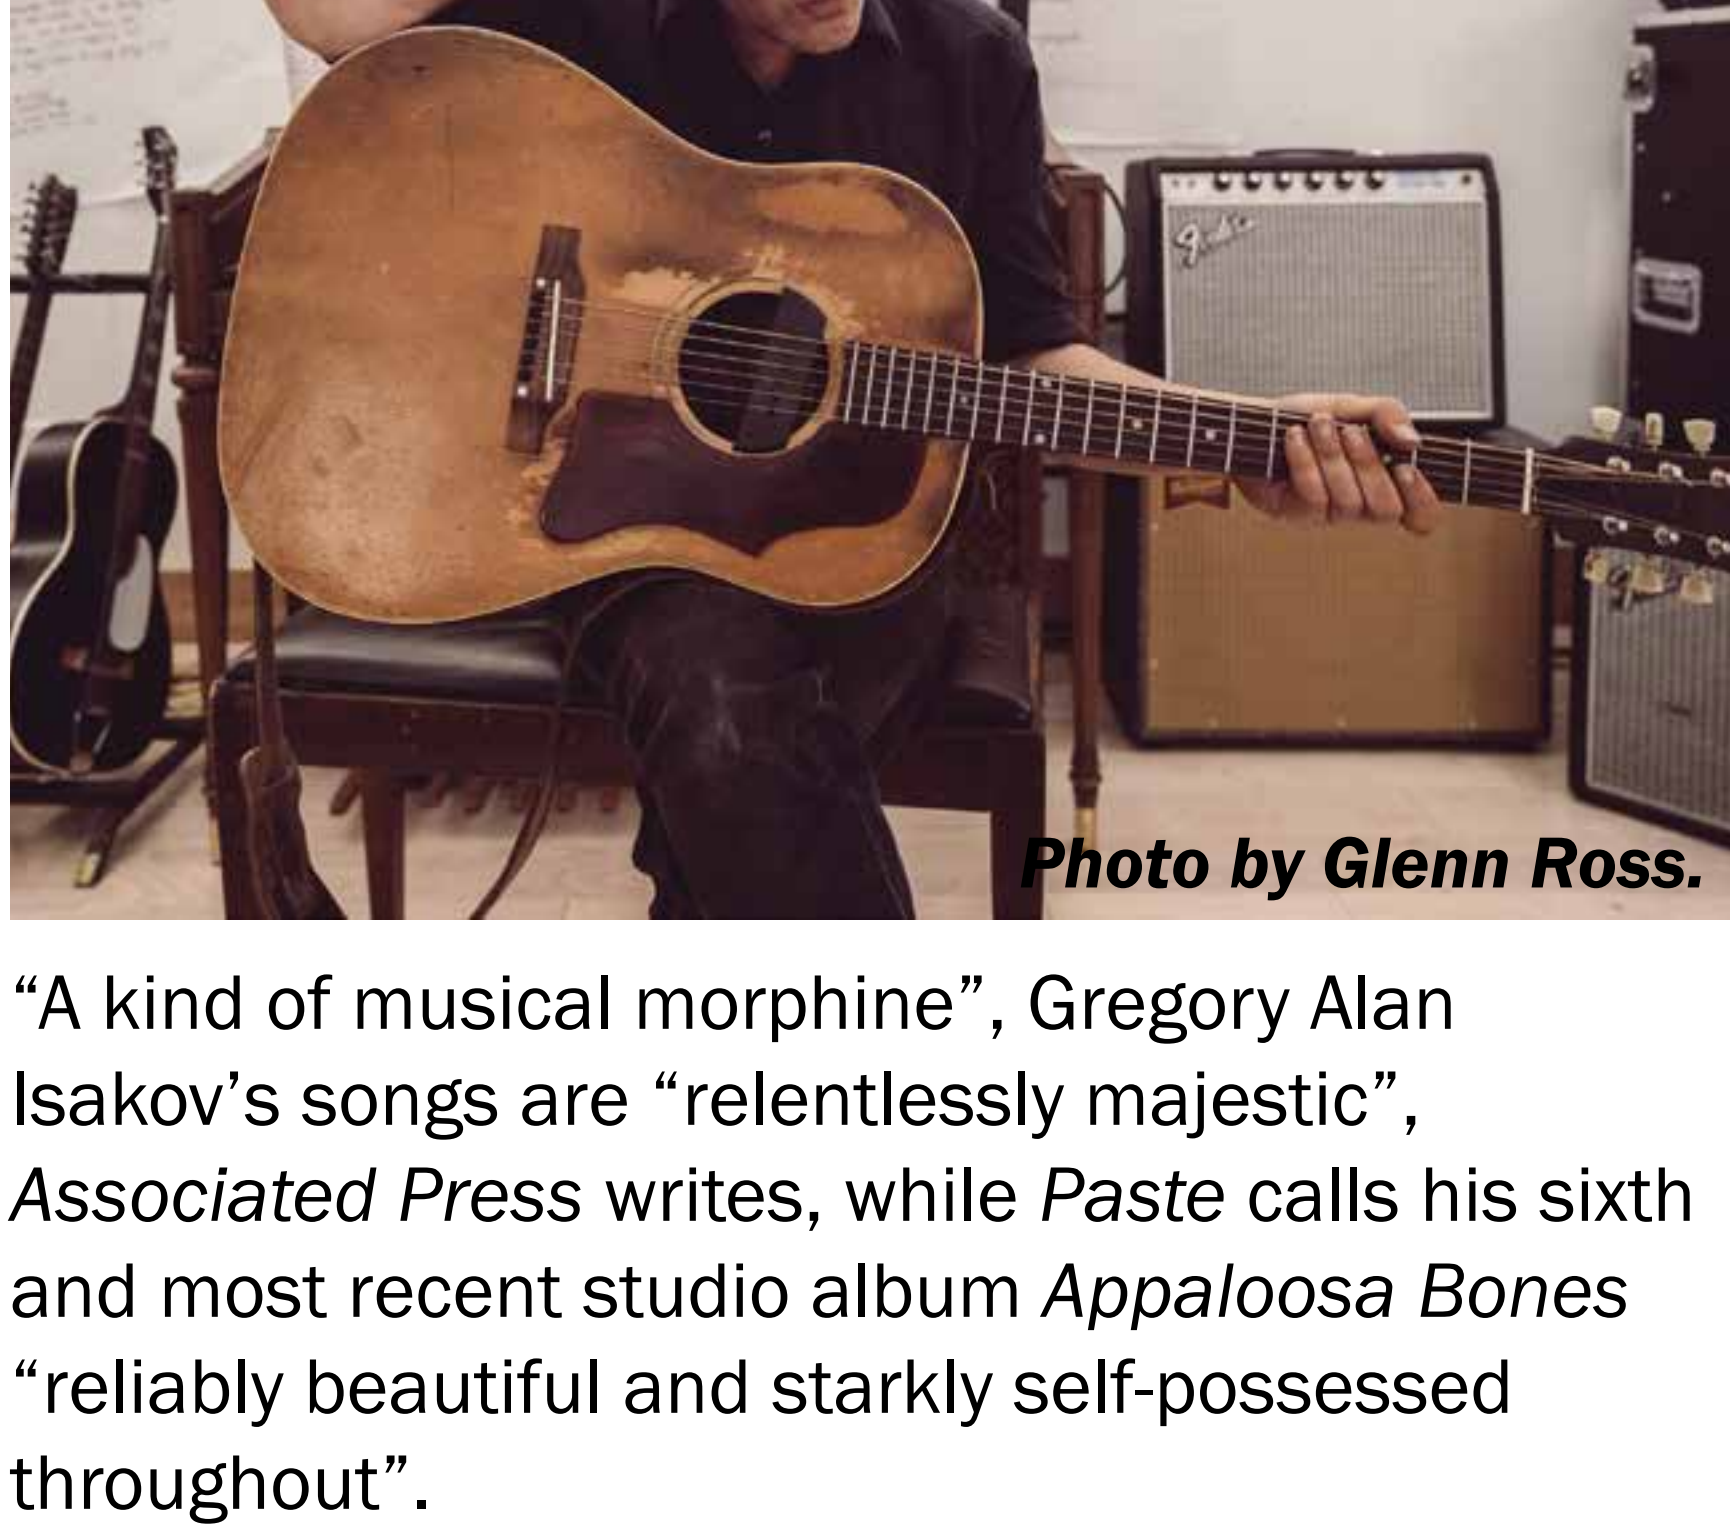 Fender
Photo by Glenn Ross.
“A kind of musical morphine”, Gregory Alan
Isakov’s songs are “relentlessly majestic”,
Associated Press writes, while Paste calls his sixth
and most recent studio album Appaloosa Bones
“reliably beautiful and starkly self-possessed
throughout”.